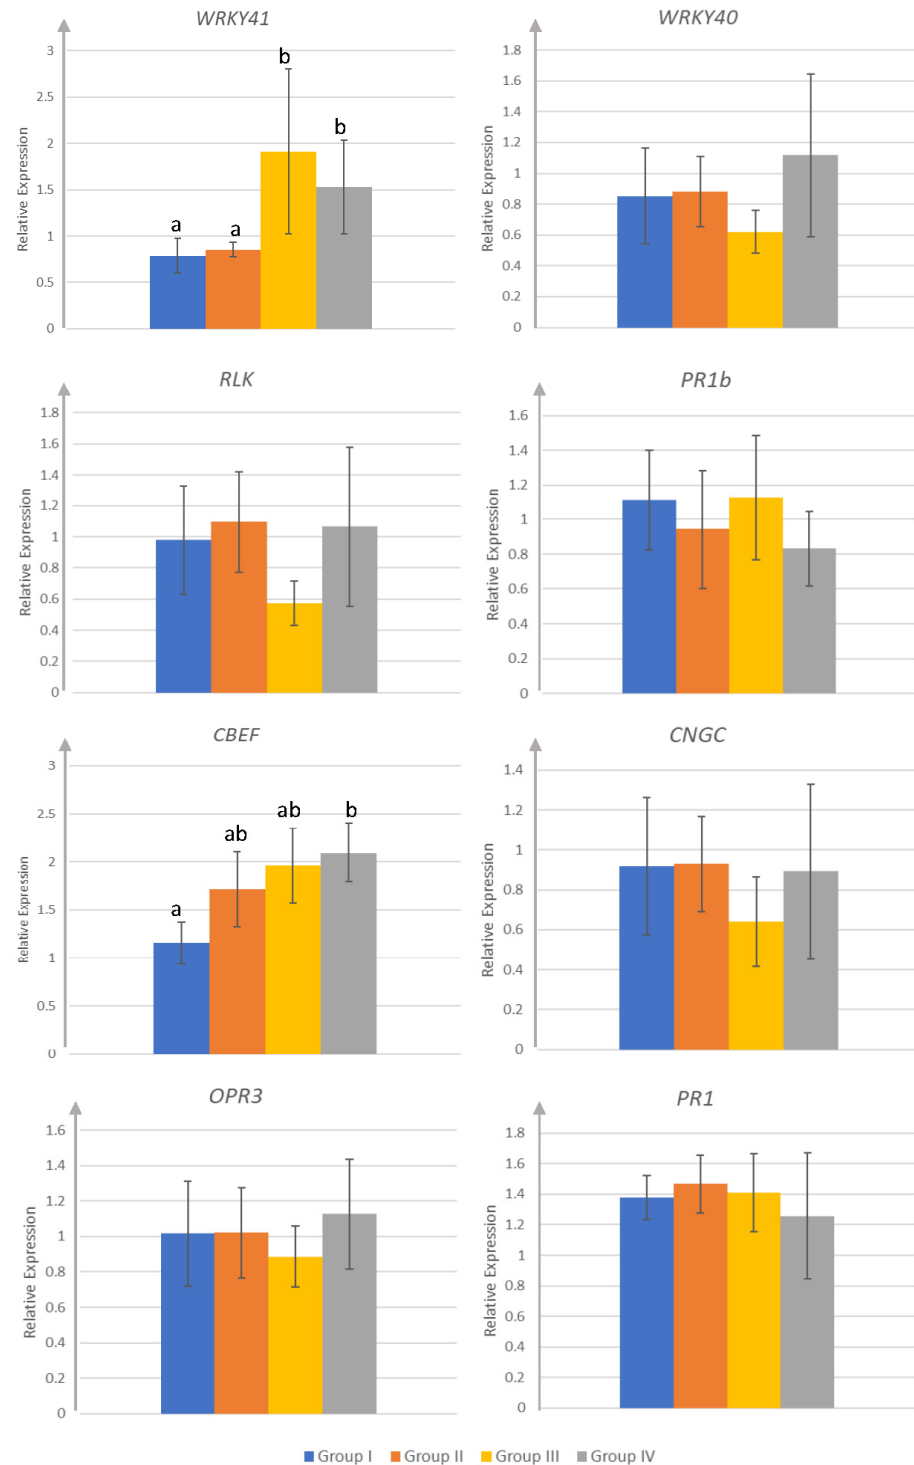 WRKY41
Relative Expression
3
2.5
2
1.5
1
0.5
0
a
a
b
b
WRKY40
Relative Expression
1.8
1.6
1.4
1.2
1
0.8
0.6
0.4
0.2
0
RLK
Relative Expression
1.8
1.6
1.4
1.2
1
0.8
0.6
0.4
0.2
0
PR1b
Relative Expression
1.6
1.4
1.2
1
0.8
0.6
0.4
0.2
0
CBEF
Relative Expression
3
2.5
2
1.5
1
0.5
0
a
ab
ab
b
CNGC
Relative Expression
1.4
1.2
1
0.8
0.6
0.4
0.2
0
OPR3
Relative Expression
1.6
1.4
1.2
1
0.8
0.6
0.4
0.2
0
PR1
Relative Expression
1.8
1.6
1.4
1.2
1
0.8
0.6
0.4
0.2
0
Group I Group II Group III Group IV